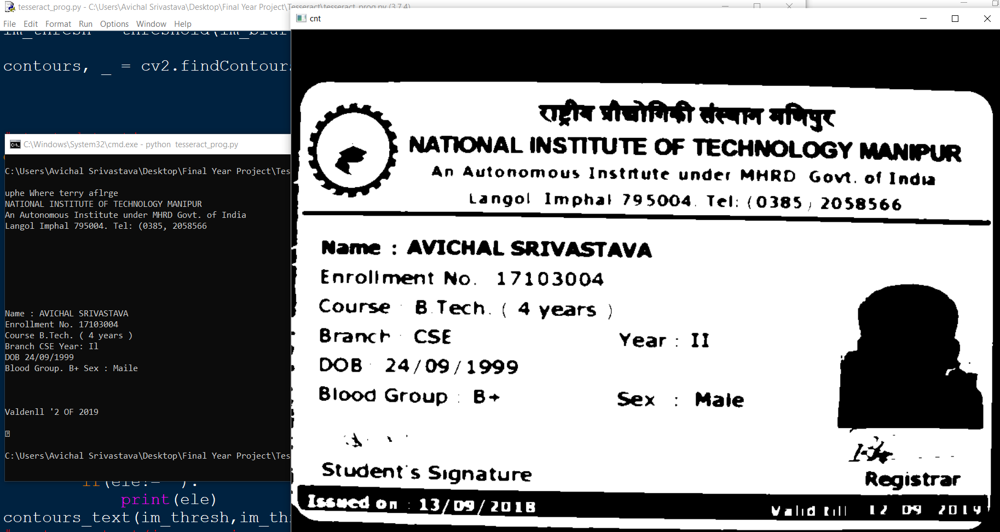 tesseract_prog.py - C:\Users\Avichal Srivastava\Desktop\Final Year Project\Tesseract\tesseract_prog.py (3.7.4)
File Edit Format Run Options Window Help
contours, _ = cv2.findContours
C:\Windows\System32\cmd.exe - python tesseract_prog.py
C:\Users\Avichal Srivastava\Desktop\Final Year Project\Tes
uphe Where terry aflrge
NATIONAL INSTITUTE OF TECHNOLOGY MANIPUR
An Autonomous Institute under MHRD Govt. of India
Langol Imphal 795004. Tel: (0385, 2058566
Name : AVICHAL SRIVASTAVA
Enrollment No. 17103004
Course B.Tech. ( 4 years )
Branch CSE Year: Il
DOB 24/09/1999
Blood Group. B+ Sex : Maile
Valdenll '2 OF 2019
C:\Users\Avichal Srivastava\Desktop\Final Year Project\Tes
print(ele)
contours_text(im_thresh,im_thr
cnt
राष्ट्रीय प्रौद्योगिकी संस्थान मणिपुर
NATIONAL INSTITUTE OF TECHNOLOGY MANIPUR
An Autonomous Institute under MHRD Govt. of India
Langol Imphal 795004. Tel: (0385) 2058566
Name : AVICHAL SRIVASTAVA
Enrollment No. 17103004
Course : B.Tech. ( 4 years )
Branch : CSE Year : II
DOB : 24/09/1999
Blood Group : B+ Sex : Male
Student's Signature
Registrar
Issued on : 13/09/2018
Valid till 12 09 2019